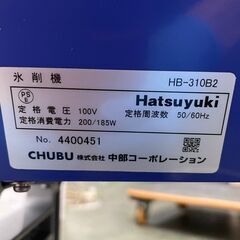 氷削機
HB-310B2
PS
E
Hatsuyuki
定格電圧 100V
定格周波数 50/60Hz
定格消費電力 200/185W
No. 4400451
CHUBU 株式会社 中部コーポレーション